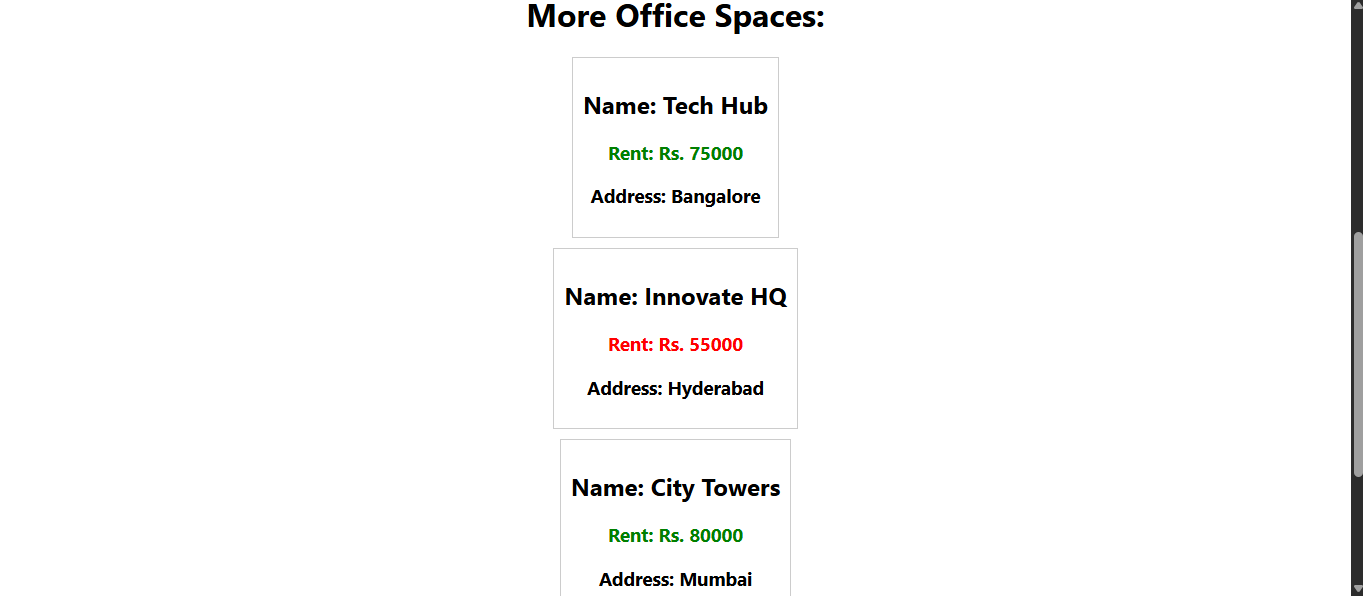 More Office Spaces:
Name: Tech Hub
Rent: Rs. 75000
Address: Bangalore
Name: Innovate HQ
Rent: Rs. 55000
Address: Hyderabad
Name: City Towers
Rent: Rs. 80000
Address: Mumbai